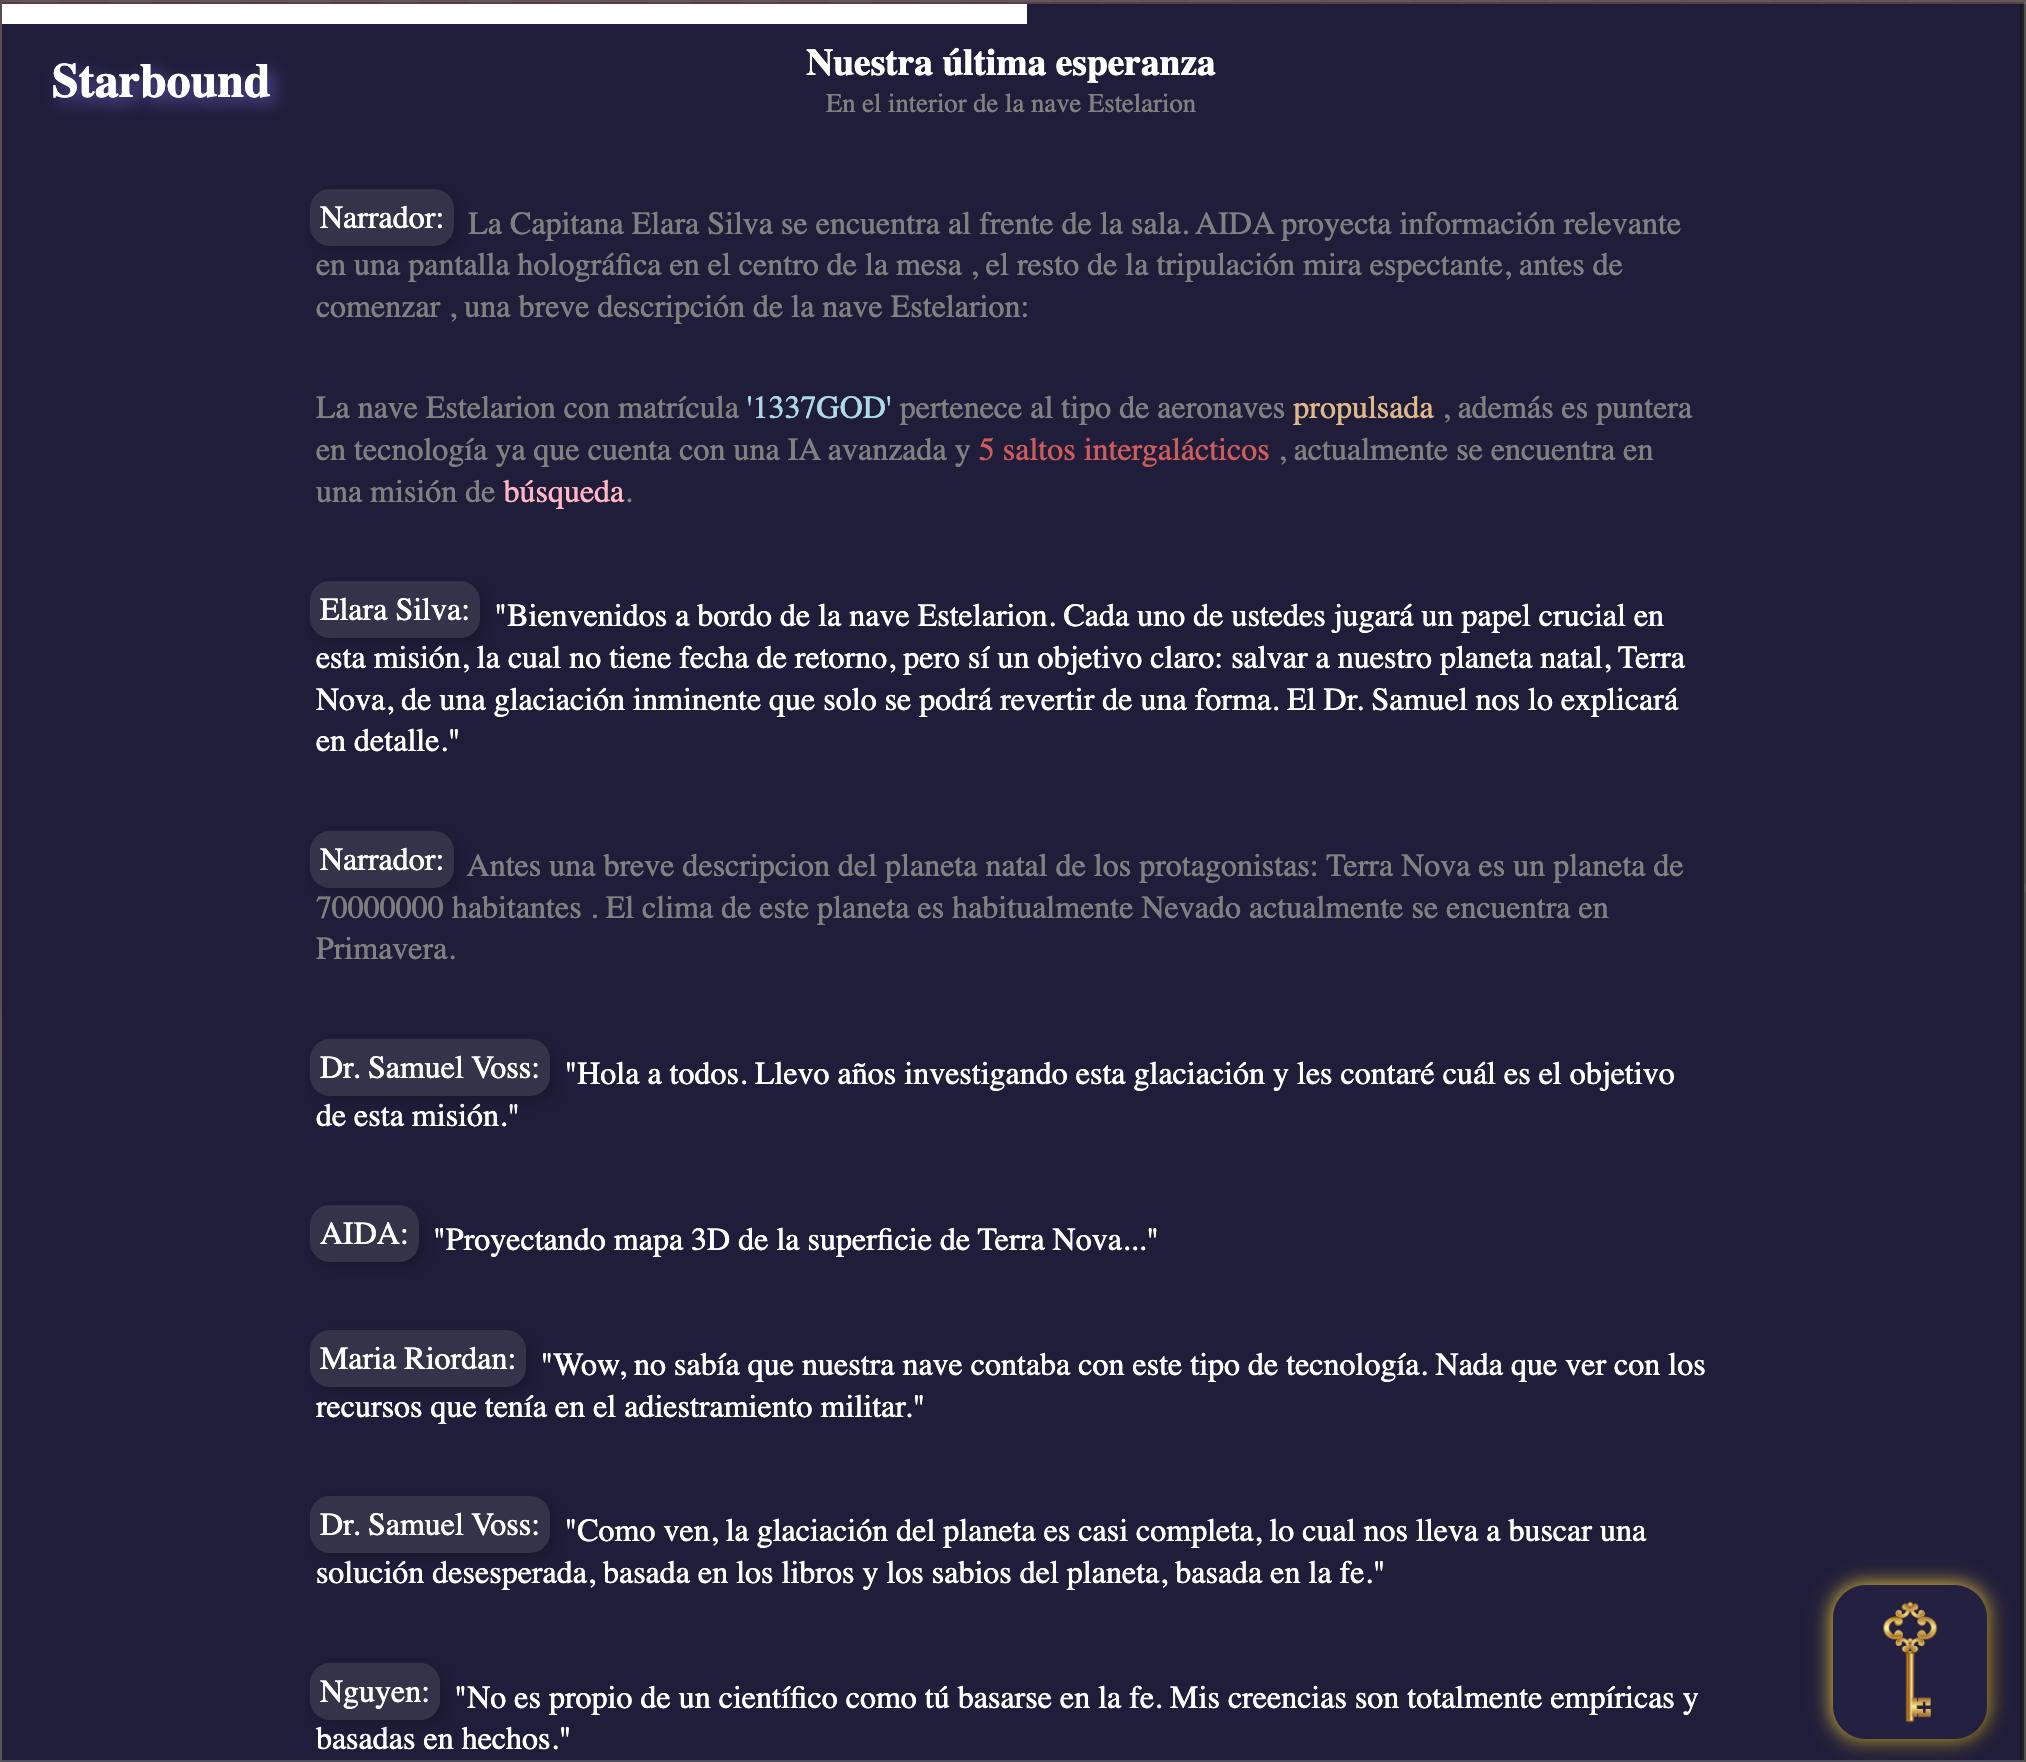 Starbound
Nuestra última esperanza
En el interior de la nave Estelarion
Narrador: La Capitana Elara Silva se encuentra al frente de la sala. AIDA proyecta información relevante
en una pantalla holográfica en el centro de la mesa , el resto de la tripulación mira espectante, antes de
comenzar , una breve descripción de la nave Estelarion:
La nave Estelarion con matrícula '1337GOD' pertenece al tipo de aeronaves propulsada , además es puntera
en tecnología ya que cuenta con una IA avanzada y 5 saltos intergalácticos , actualmente se encuentra en
una misión de búsqueda.
Elara Silva: "Bienvenidos a bordo de la nave Estelarion. Cada uno de ustedes jugará un papel crucial en
esta misión, la cual no tiene fecha de retorno, pero sí un objetivo claro: salvar a nuestro planeta natal, Terra
Nova, de una glaciación inminente que solo se podrá revertir de una forma. El Dr. Samuel nos lo explicará
en detalle."
Narrador: Antes una breve descripcion del planeta natal de los protagonistas: Terra Nova es un planeta de
70000000 habitantes . El clima de este planeta es habitualmente Nevado actualmente se encuentra en
Primavera.
Dr. Samuel Voss: "Hola a todos. Llevo años investigando esta glaciación y les contaré cuál es el objetivo
de esta misión."
AIDA: "Proyectando mapa 3D de la superficie de Terra Nova..."
Maria Riordan: "Wow, no sabía que nuestra nave contaba con este tipo de tecnología. Nada que ver con los
recursos que tenía en el adiestramiento militar."
Dr. Samuel Voss: "Como ven, la glaciación del planeta es casi completa, lo cual nos lleva a buscar una
solución desesperada, basada en los libros y los sabios del planeta, basada en la fe."
Nguyen: "No es propio de un científico como tú basarse en la fe. Mis creencias son totalmente empíricas y
basadas en hechos."